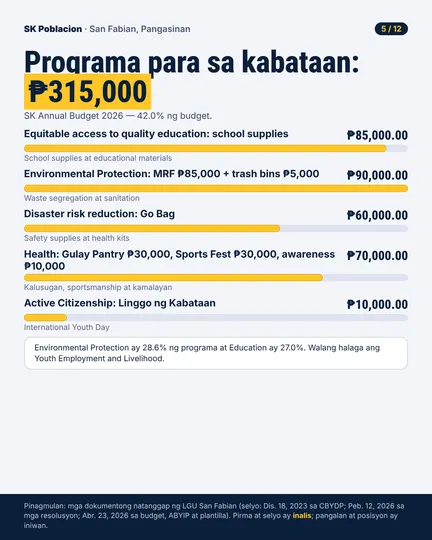 SK Poblacion · San Fabian, Pangasinan
5 / 12
Programa para sa kabataan:
₱315,000
SK Annual Budget 2026 — 42.0% ng budget.
Equitable access to quality education: school supplies
₱85,000.00
School supplies at educational materials
Environmental Protection: MRF ₱85,000 + trash bins ₱5,000
₱90,000.00
Waste segregation at sanitation
Disaster risk reduction: Go Bag
₱60,000.00
Safety supplies at health kits
Health: Gulay Pantry ₱30,000, Sports Fest ₱30,000, awareness
₱10,000
₱70,000.00
Kalusugan, sportsmanship at kamalayan
Active Citizenship: Linggo ng Kabataan
₱10,000.00
International Youth Day
Environmental Protection ay 28.6% ng programa at Education ay 27.0%. Walang halaga ang
Youth Employment and Livelihood.
Pinagmulan: mga dokumentong natanggap ng LGU San Fabian (selyo: Dis. 18, 2023 sa CBYDP; Peb. 12, 2026 sa
mga resolusyon; Abr. 23, 2026 sa budget, ABYIP at plantilla). Pirma at selyo ay inalis; pangalan at posisyon ay
iniwan.